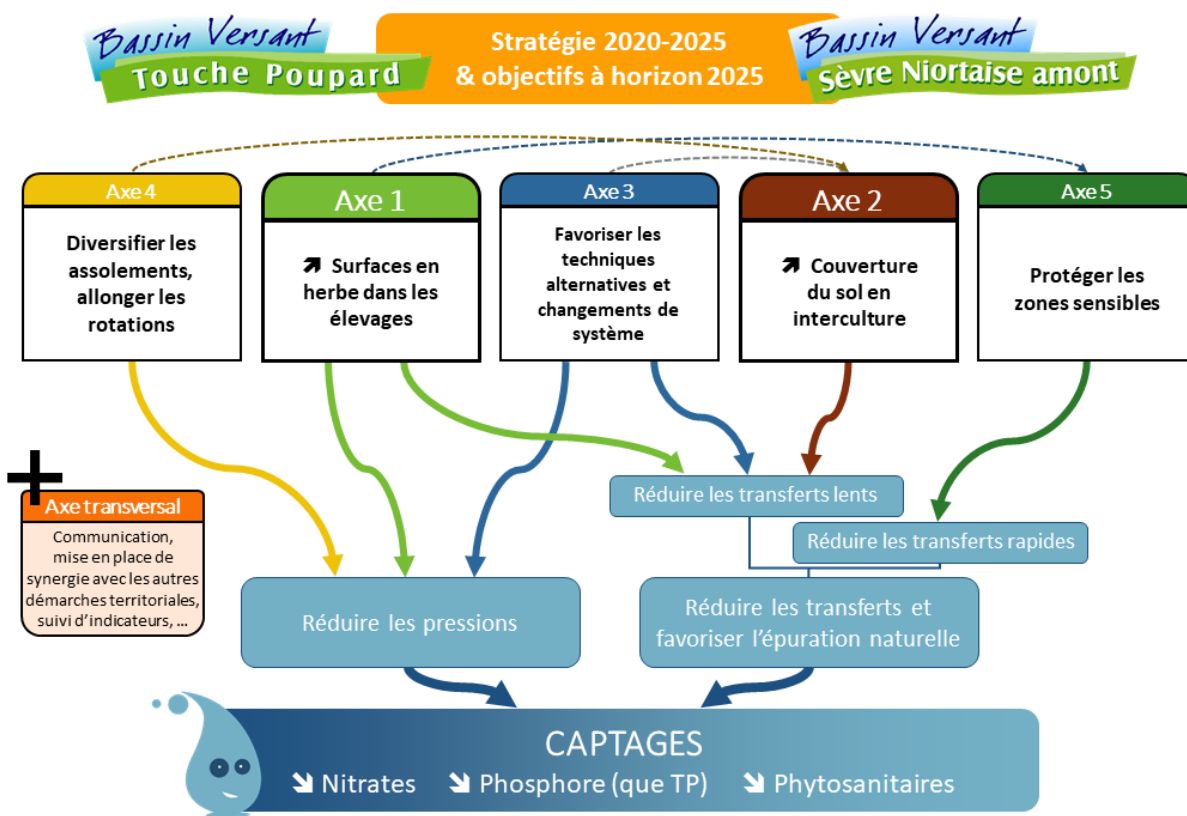 Bassin Versant
Touche Poupard
Stratégie 2020-2025
& objectifs à horizon 2025
Bassin Versant
Sèvre Niortaise amont
Axe 4
Diversifier les
assolements,
allonger les
rotations
Axe 1
↗ Surfaces en
herbe dans les
élevages
Axe 3
Favoriser les
techniques
alternatives et
changements de
système
Axe 2
↗ Couverture
du sol en
interculture
Axe 5
Protéger les
zones sensibles
Axe transversal
Communication,
mise en place de
synergie avec les autres
démarches territoriales,
suivi d’indicateurs, ...
Réduire les transferts lents
Réduire les transferts rapides
Réduire les pressions
Réduire les transferts et
favoriser l’épuration naturelle
CAPTAGES
↘ Nitrates ↘ Phosphore (que TP) ↘ Phytosanitaires